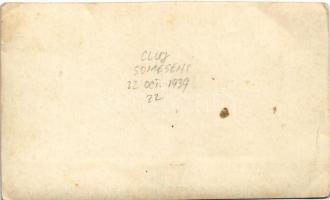 CLUJ
SOMESENI
22 OCT. 1939
22